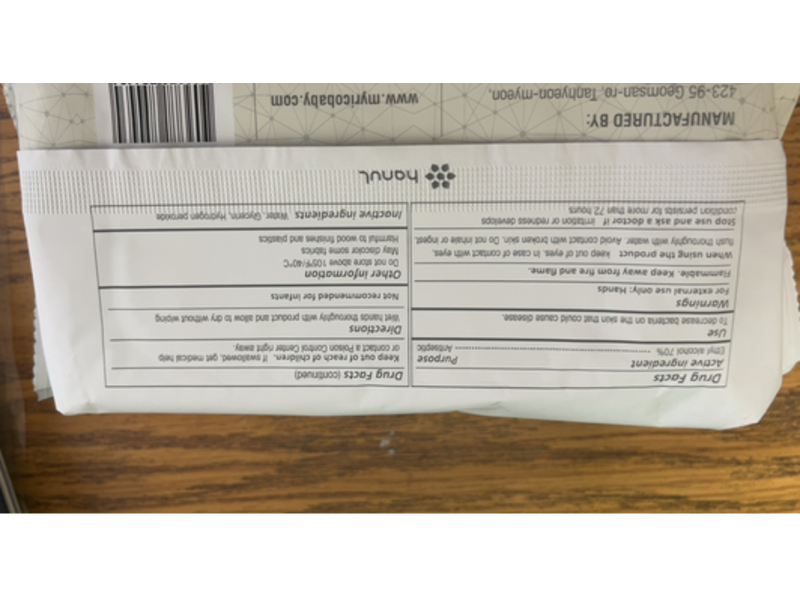 Drug Facts
Active ingredient Purpose
Ethyl alcohol 70% ---------- Antiseptic
Use
To decrease bacteria on the skin that could cause disease.
Warnings
For external use only: Hands
Flammable. Keep away from fire and flame.
When using the product keep out of eyes. in case of contact with eyes,
flush thoroughly with water. Avoid contact with broken skin. Do not inhale or ingest.
Stop use and ask a doctor if irritation or redness develops
condition persists for more than 72 hours.
Drug Facts (continued)
Keep out of reach of children. If swallowed, get medical help
or contact a Poison Control Center right away.
Directions
Wet hands thoroughly with product and allow to dry without wiping
Not recommended for infants
Other information
Do not store above 105°F/40°C
May discolor some fabrics
Harmful to wood finishes and plastics
Inactive ingredients Water, Glycerin, Hydrogen peroxide
hanul
MANUFACTURED BY:
423-95 Geomsan-ro, Tanhyeon-myeon,
www.myricobaby.com